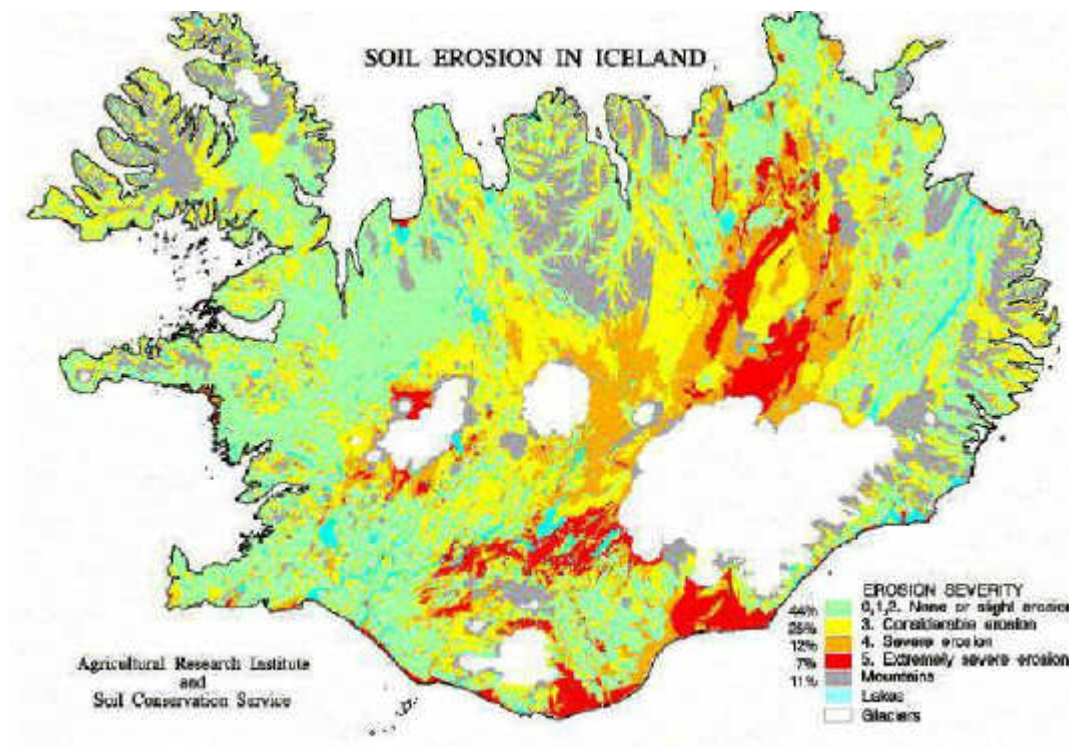 SOIL EROSION IN ICELAND
EROSION SEVERITY
44% 0,1,2. None or slight erosion
26% 3. Considerable erosion
12% 4. Severe erosion
7% 5. Extremely severe erosion
11% Mountains
Lakes
Glaciers
Agricultural Research Institute
and
Soil Conservation Service